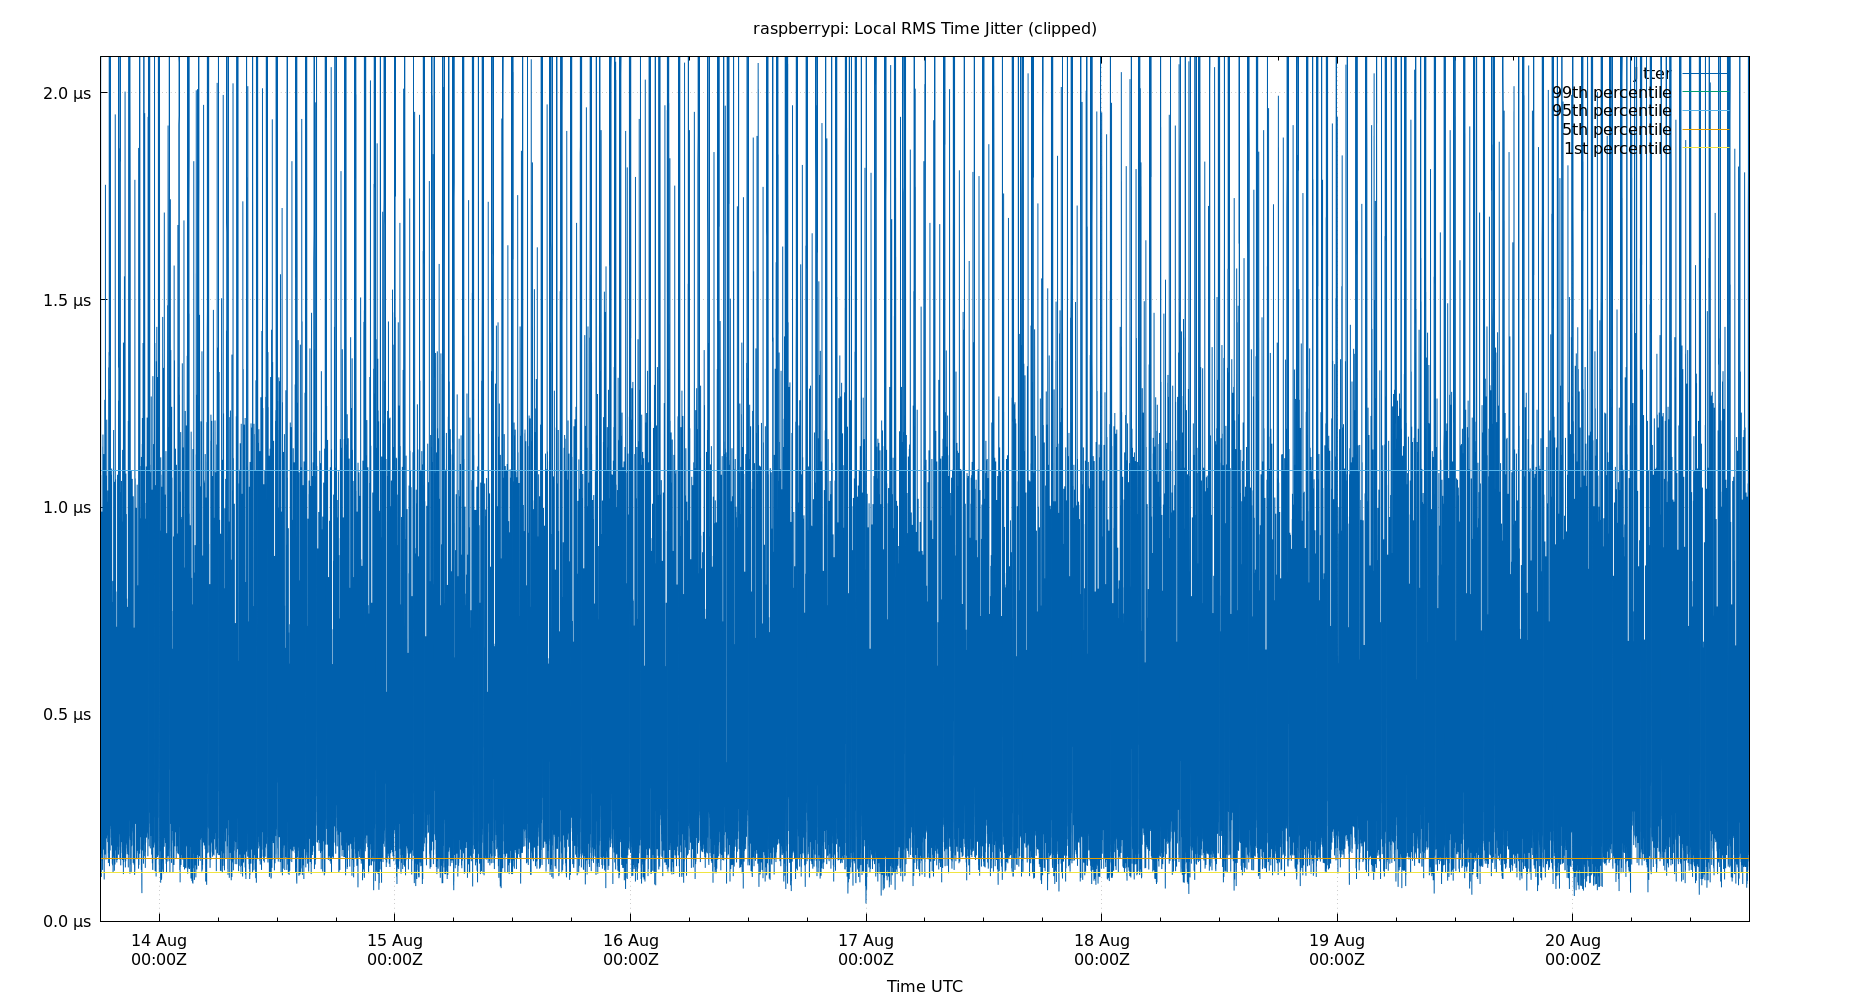 raspberrypi: Local RMS Time Jitter (clipped)
2.0 µs
1.5 µs
1.0 µs
0.5 µs
0.0 µs
Jitter
99th percentile
95th percentile
5th percentile
1st percentile
14 Aug
00:00Z
15 Aug
00:00Z
16 Aug
00:00Z
17 Aug
00:00Z
18 Aug
00:00Z
19 Aug
00:00Z
20 Aug
00:00Z
Time UTC